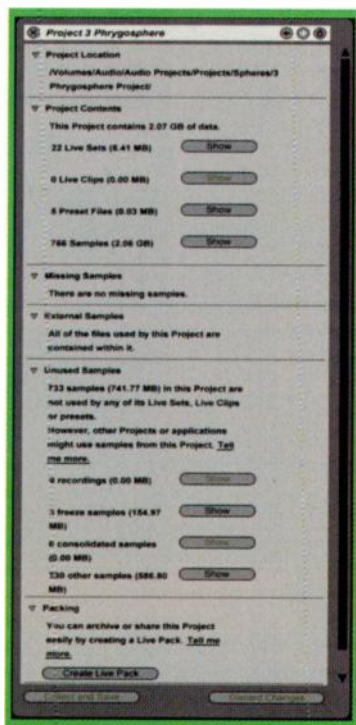 Project 3 Phrygosphere
Project Location
/Volumes/Audio/Audio Projects/Projects/Spheres/3
Phrygosphere Project/
Project Contents
This Project contains 2.07 GB of data.
22 Live Sets (6.41 MB) Show
0 Live Clips (0.00 MB) Show
5 Preset Files (0.03 MB) Show
766 Samples (2.06 GB) Show
Missing Samples
There are no missing samples.
External Samples
All of the files used by this Project are
contained within it.
Unused Samples
733 samples (741.77 MB) in this Project are
not used by any of its Live Sets, Live Clips
or presets.
However, other Projects or applications
might use samples from this Project. Tell
me more.
0 recordings (0.00 MB) Show
3 freeze samples (154.97 Show
MB)
0 consolidated samples Show
(0.00 MB)
730 other samples (586.80 Show
MB)
Packing
You can archive or share this Project
easily by creating a Live Pack. Tell me
more.
Create Live Pack
Collect and Save Discard Changes